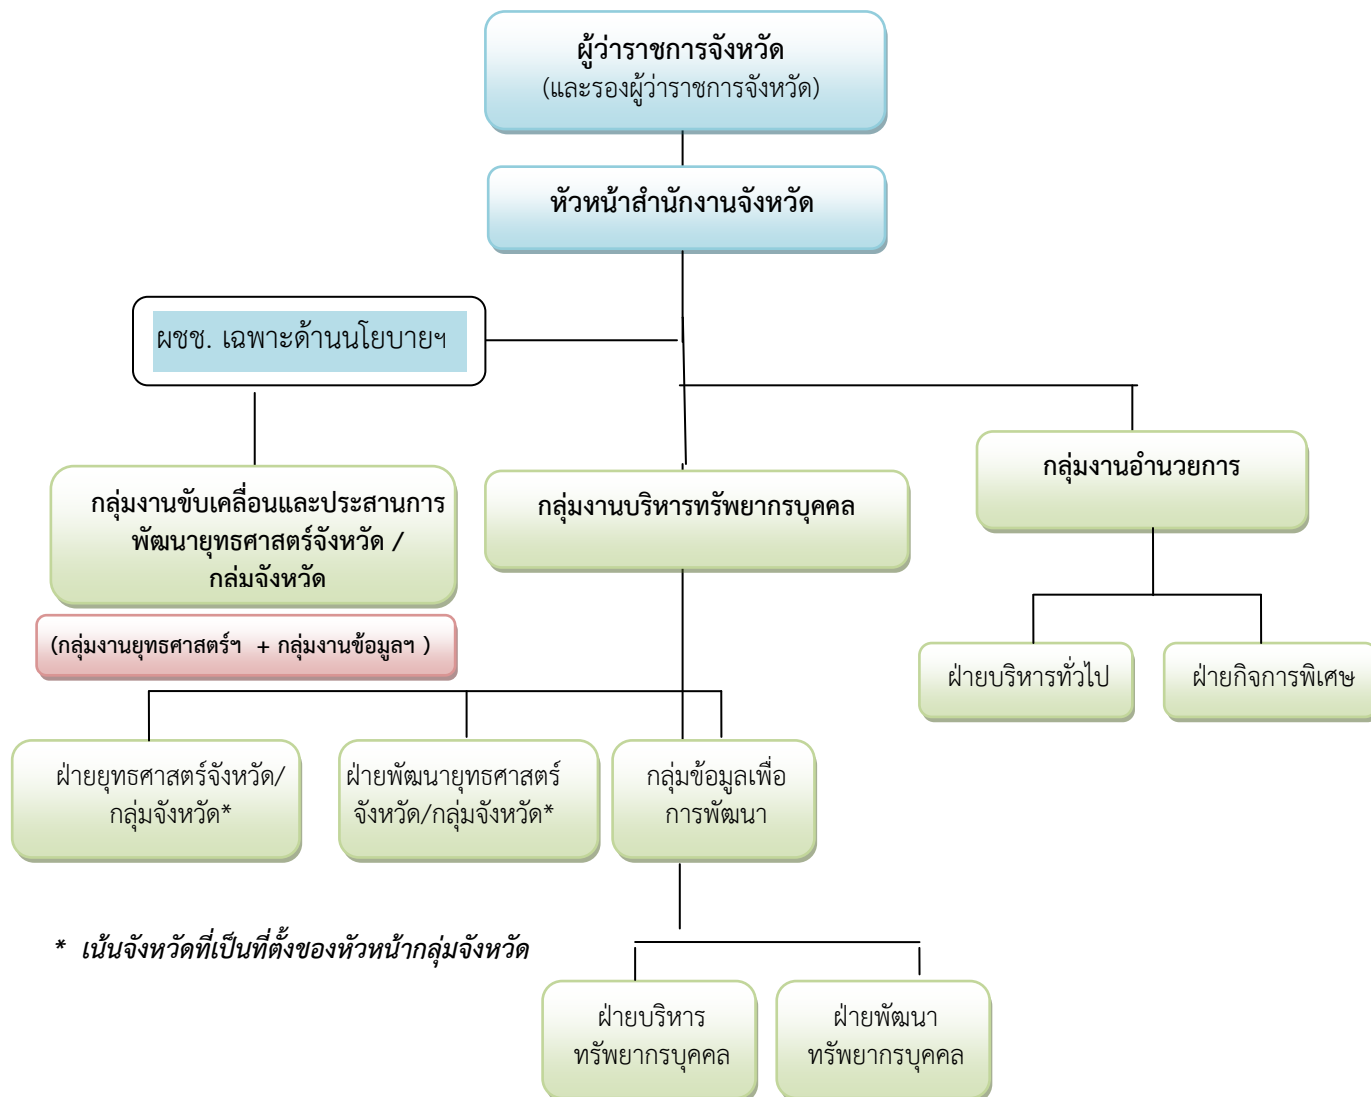 ผู้ว่าราชการจังหวัด
(และรองผู้ว่าราชการจังหวัด)
หัวหน้าสำนักงานจังหวัด
ผชช. เฉพาะด้านนโยบายฯ
กลุ่มงานขับเคลื่อนและประสานการ
พัฒนายุทธศาสตร์จังหวัด /
กลุ่มจังหวัด
(กลุ่มงานยุทธศาสตร์ฯ + กลุ่มงานข้อมูลฯ )
กลุ่มงานบริหารทรัพยากรบุคคล
กลุ่มงานอำนวยการ
ฝ่ายบริหารทั่วไป
ฝ่ายกิจการพิเศษ
ฝ่ายยุทธศาสตร์จังหวัด/
กลุ่มจังหวัด*
ฝ่ายพัฒนายุทธศาสตร์
จังหวัด/กลุ่มจังหวัด*
กลุ่มข้อมูลเพื่อ
การพัฒนา
* เน้นจังหวัดที่เป็นที่ตั้งของหัวหน้ากลุ่มจังหวัด
ฝ่ายบริหาร
ทรัพยากรบุคคล
ฝ่ายพัฒนา
ทรัพยากรบุคคล